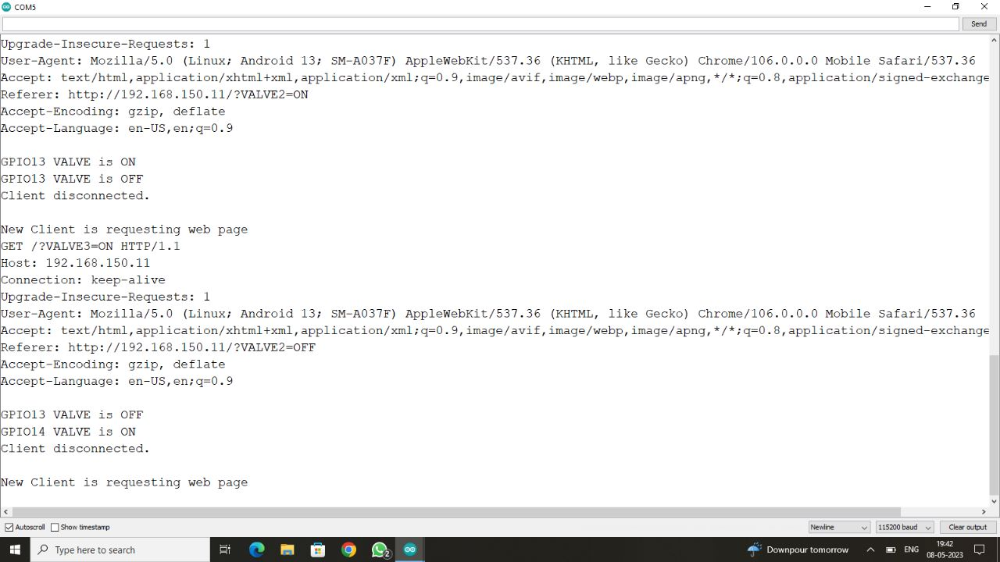 COM5
Send
Upgrade-Insecure-Requests: 1
User-Agent: Mozilla/5.0 (Linux; Android 13; SM-A037F) AppleWebKit/537.36 (KHTML, like Gecko) Chrome/106.0.0.0 Mobile Safari/537.36
Accept: text/html,application/xhtml+xml,application/xml;q=0.9,image/avif,image/webp,image/apng,*/*;q=0.8,application/signed-exchange
Referer: http://192.168.150.11/?VALVE2=ON
Accept-Encoding: gzip, deflate
Accept-Language: en-US,en;q=0.9
GPIO13 VALVE is ON
GPIO13 VALVE is OFF
Client disconnected.
New Client is requesting web page
GET /?VALVE3=ON HTTP/1.1
Host: 192.168.150.11
Connection: keep-alive
Upgrade-Insecure-Requests: 1
User-Agent: Mozilla/5.0 (Linux; Android 13; SM-A037F) AppleWebKit/537.36 (KHTML, like Gecko) Chrome/106.0.0.0 Mobile Safari/537.36
Accept: text/html,application/xhtml+xml,application/xml;q=0.9,image/avif,image/webp,image/apng,*/*;q=0.8,application/signed-exchange
Referer: http://192.168.150.11/?VALVE2=OFF
Accept-Encoding: gzip, deflate
Accept-Language: en-US,en;q=0.9
GPIO13 VALVE is OFF
GPIO14 VALVE is ON
Client disconnected.
New Client is requesting web page
Autoscroll Show timestamp Newline 115200 baud Clear output
Type here to search 2 Downpour tomorrow ENG 19:42
08-05-2023